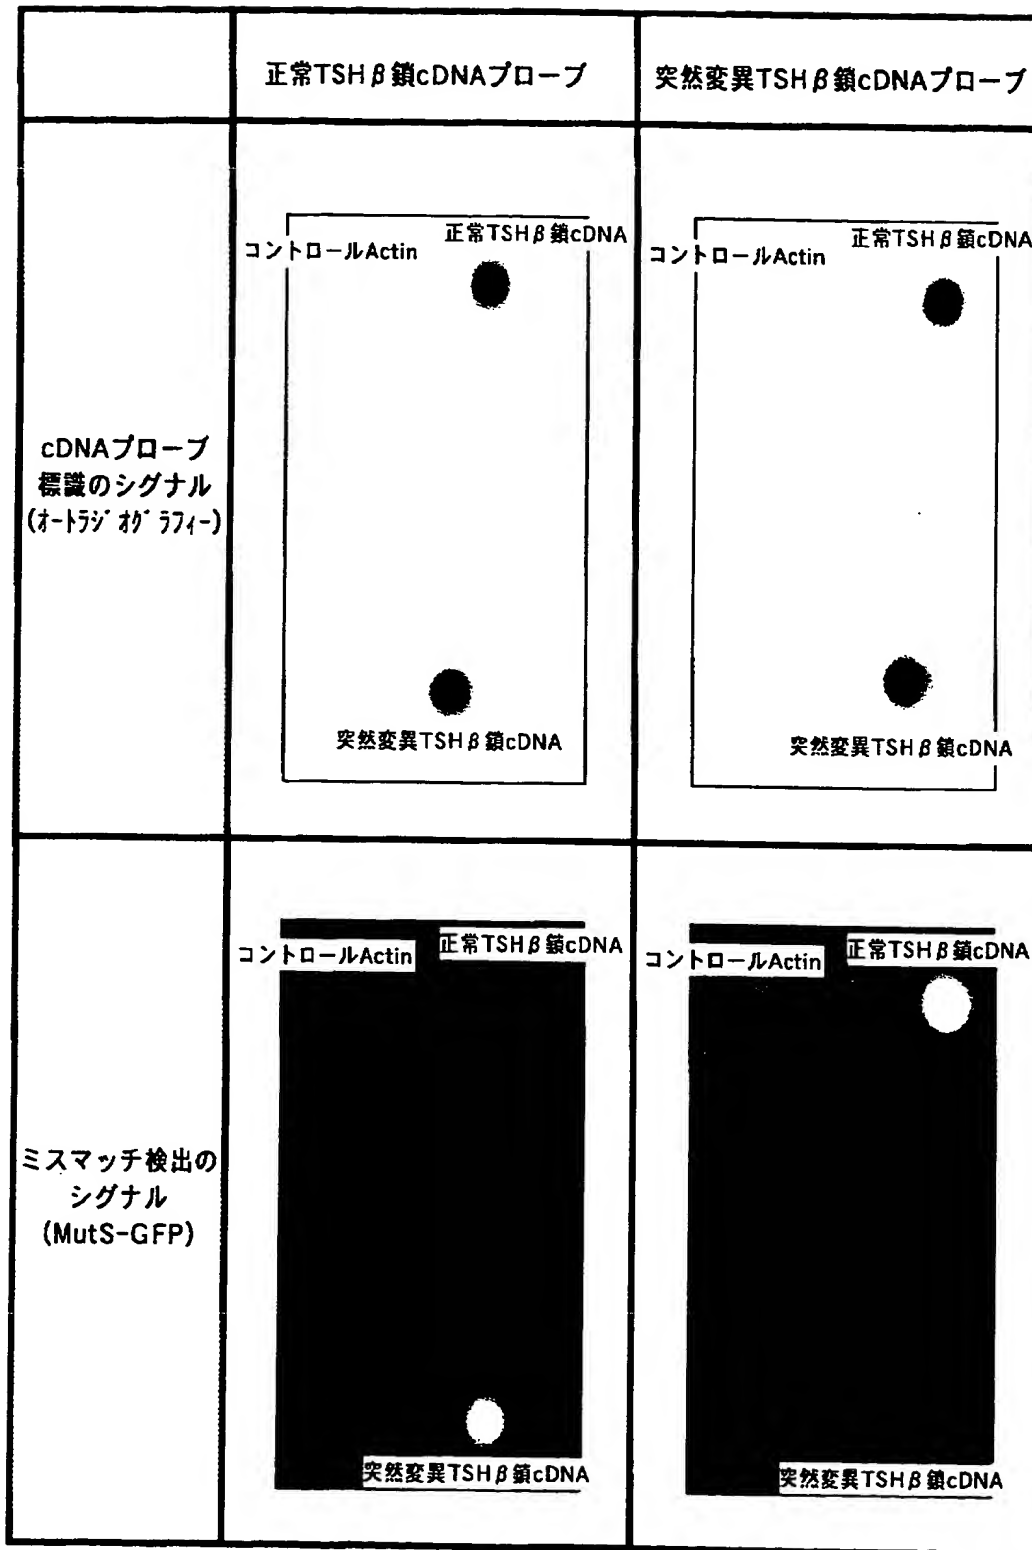 正常TSHβ鎖cDNAプローブ
突然変異TSHβ鎖cDNAプローブ
cDNAプローブ
標識のシグナル
(ｵｰﾄﾗｼﾞｵｸﾞﾗﾌｨｰ)
コントロールActin
正常TSHβ鎖cDNA
突然変異TSHβ鎖cDNA
コントロールActin
正常TSHβ鎖cDNA
突然変異TSHβ鎖cDNA
ミスマッチ検出の
シグナル
(MutS-GFP)
コントロールActin
正常TSHβ鎖cDNA
突然変異TSHβ鎖cDNA
コントロールActin
正常TSHβ鎖cDNA
突然変異TSHβ鎖cDNA